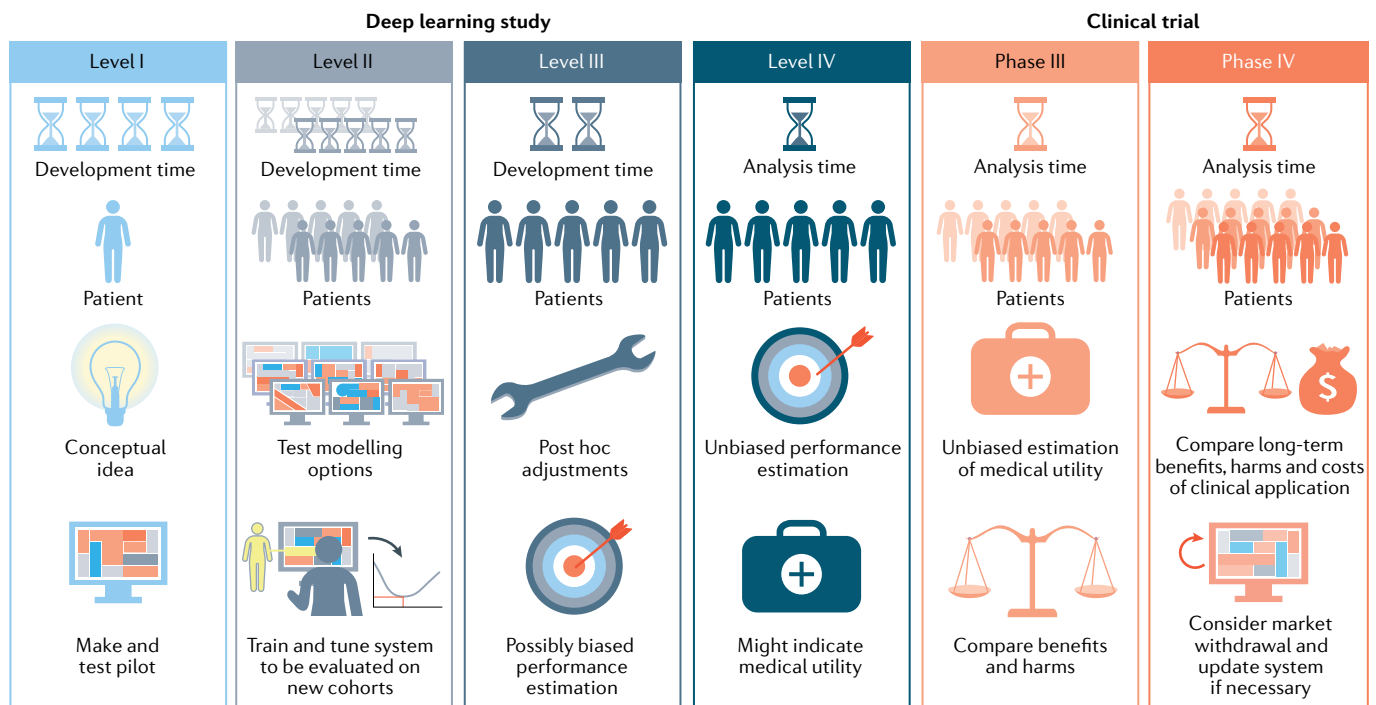 Deep learning study
Clinical trial
Level I
Development time
Patient
Conceptual
idea
Make and
test pilot
Level II
Development time
Patients
Test modelling
options
Train and tune system
to be evaluated on
new cohorts
Level III
Development time
Patients
Post hoc
adjustments
Possibly biased
performance
estimation
Level IV
Analysis time
Patients
Unbiased performance
estimation
Might indicate
medical utility
Phase III
Analysis time
Patients
Unbiased estimation
of medical utility
Compare benefits
and harms
Phase IV
Analysis time
Patients
$
Compare long-term
benefits, harms and costs
of clinical application
Consider market
withdrawal and
update system
if necessary